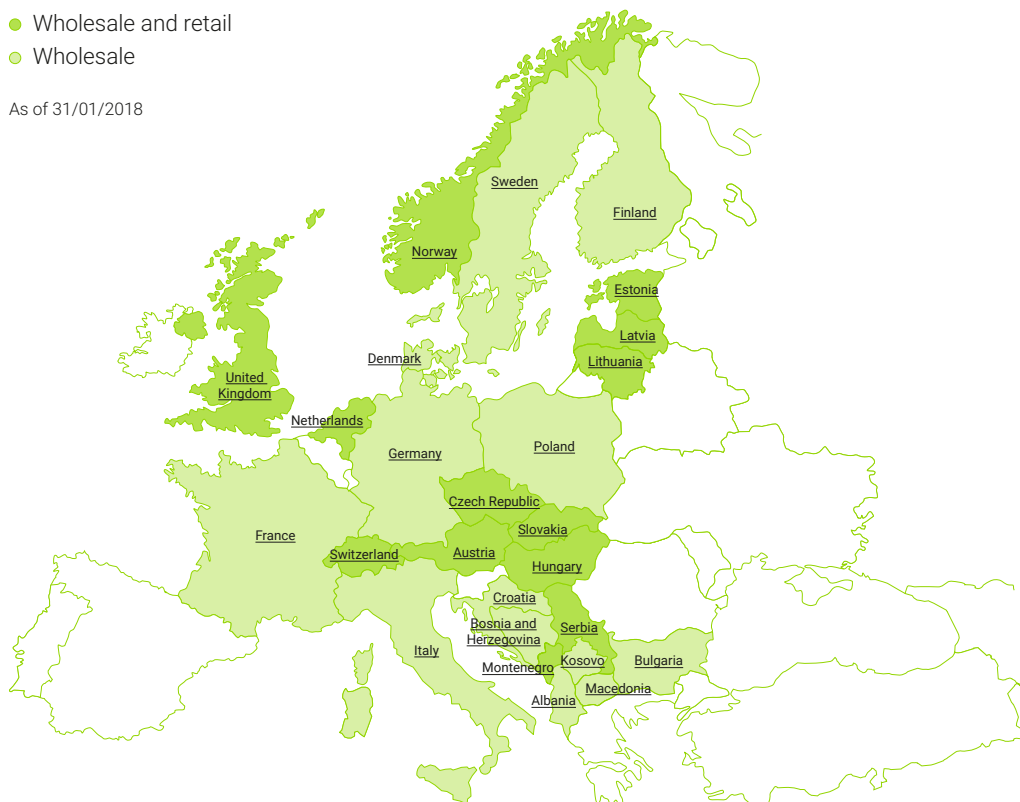 Wholesale and retail
Wholesale
As of 31/01/2018
Sweden
Finland
Norway
Estonia
Latvia
Denmark
Lithuania
United
Kingdom
Netherlands
Germany
Poland
Czech Republic
Slovakia
France
Switzerland
Austria
Hungary
Croatia
Bosnia and
Herzegovina
Serbia
Italy
Montenegro
Kosovo
Bulgaria
Macedonia
Albania